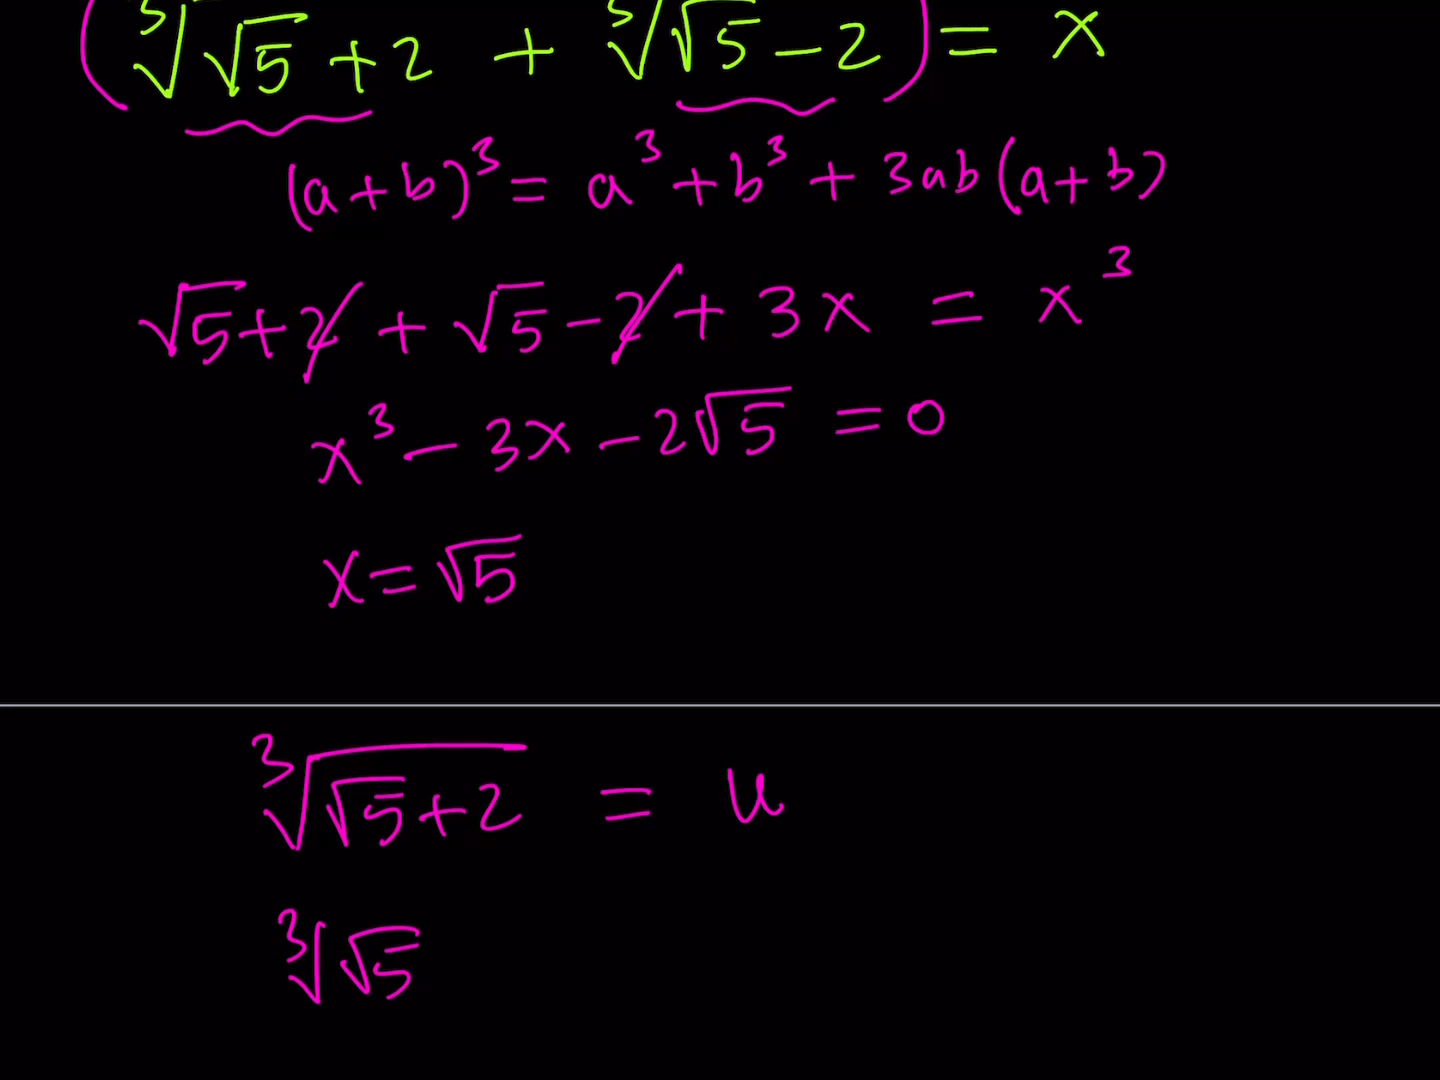 (∛(√5 + 2) + ∛(√5 − 2)) = x
(a + b)³ = a³ + b³ + 3ab(a + b)
√5 + 2 + √5 − 2 + 3x = x³
x³ − 3x − 2√5 = 0
x = √5
∛(√5 + 2) = u
∛√5